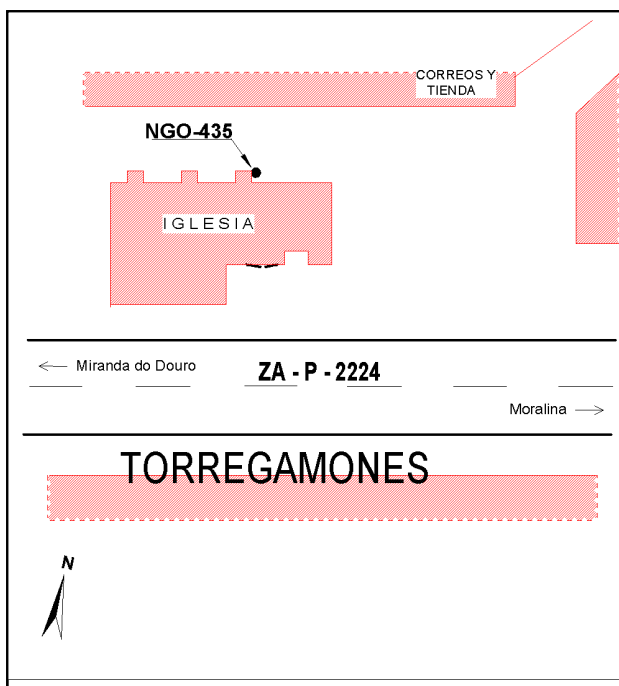 CORREOS Y
TIENDA
NGO-435
IGLESIA
Miranda do Douro
ZA - P - 2224
Moralina
TORREGAMONES
N